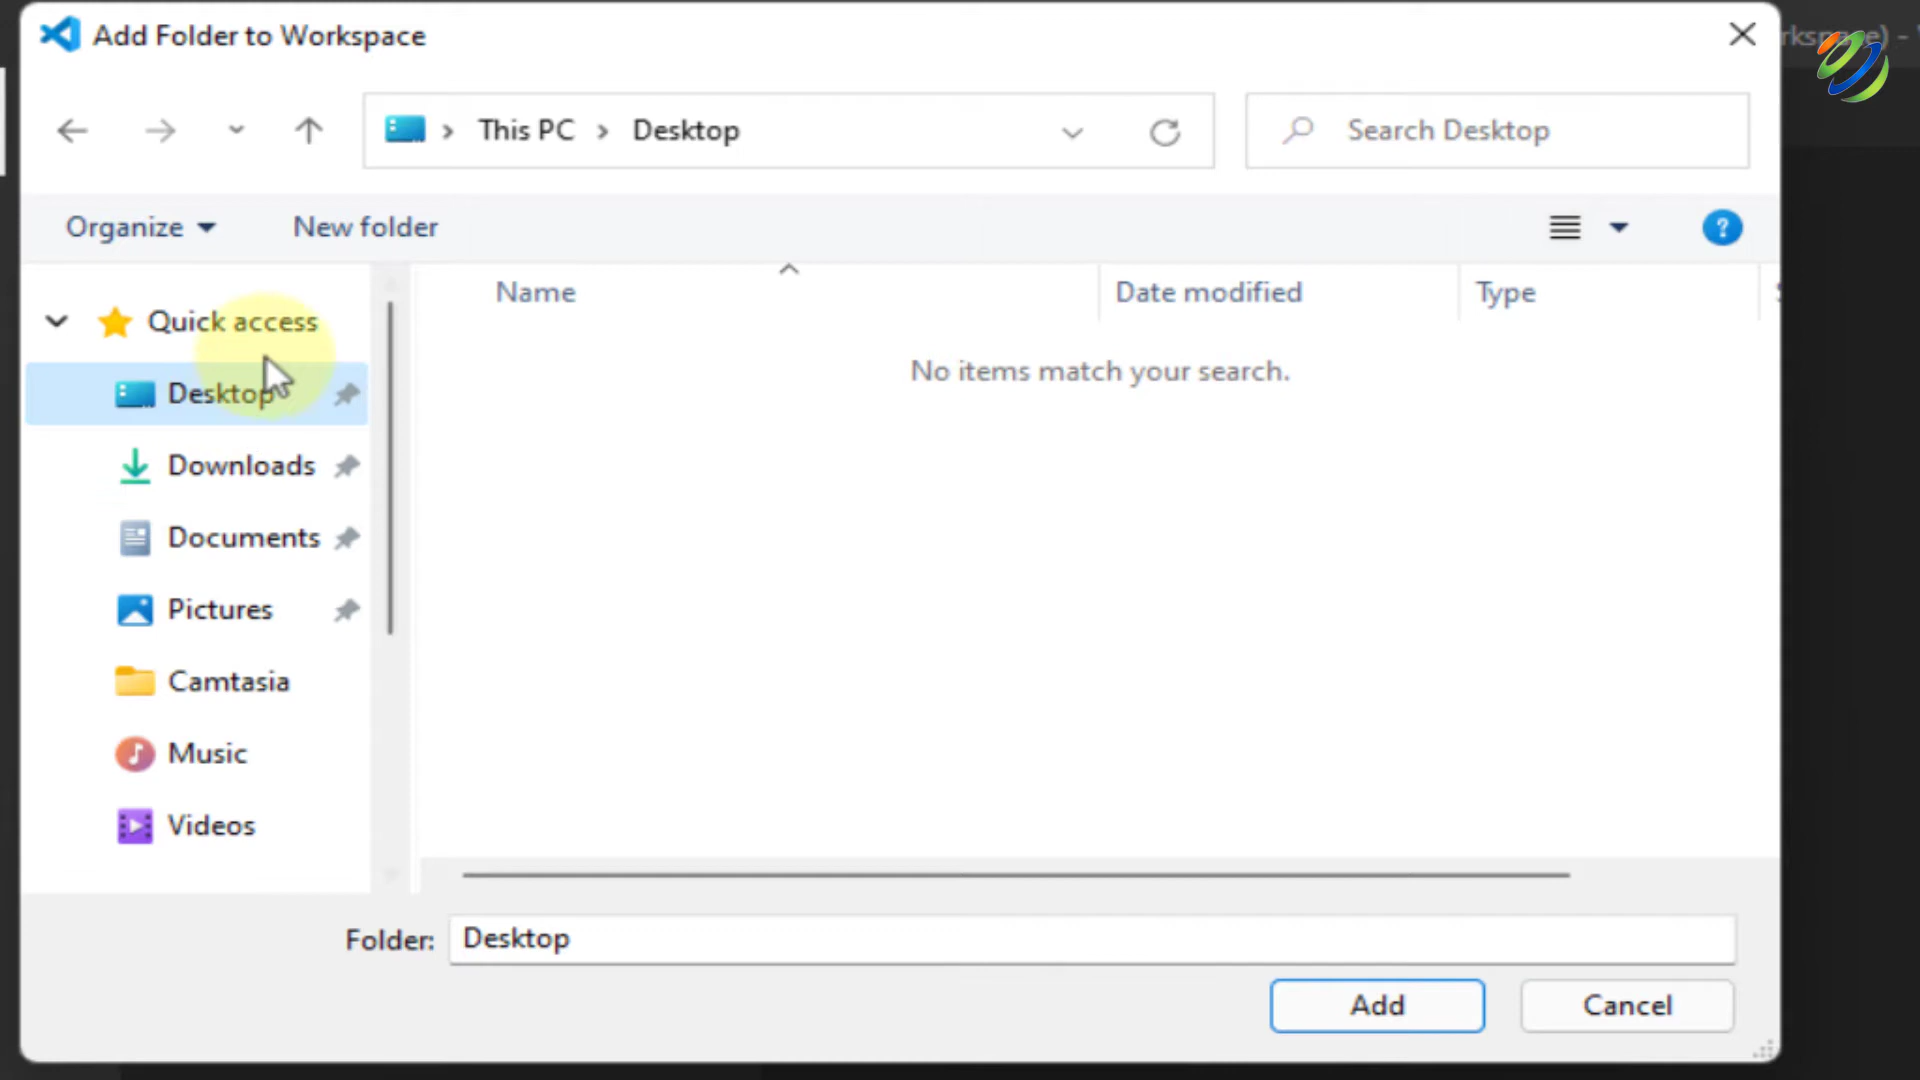 Add Folder to Workspace
This PC > Desktop
Search Desktop
Organize
New folder
?
Name
Date modified
Type
Quick access
No items match your search.
Desktop
Downloads
Documents
Pictures
Camtasia
Music
Videos
Folder: Desktop
Add
Cancel